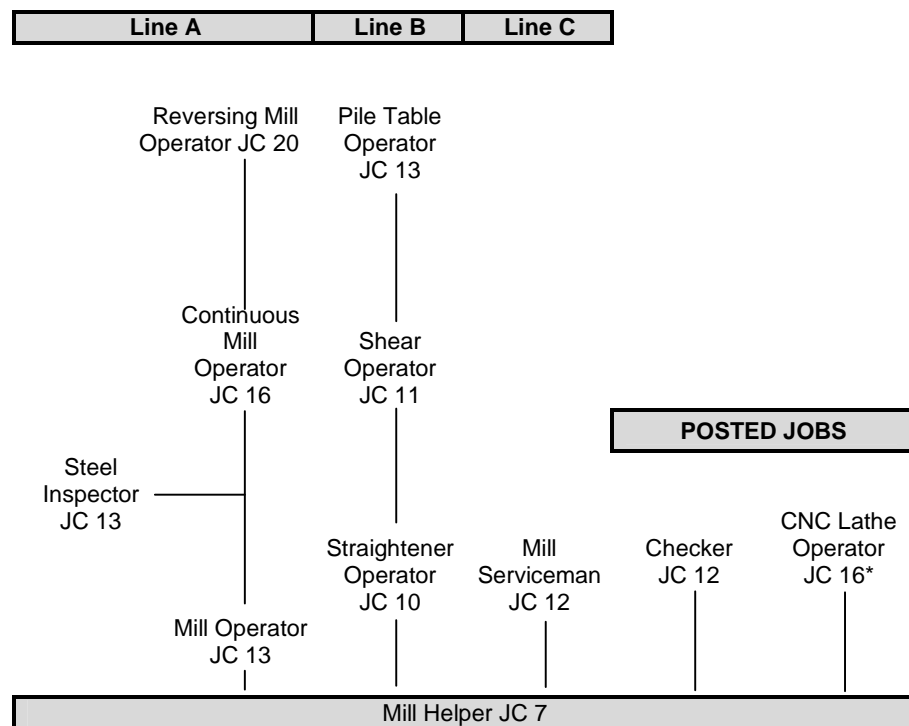 Line A
Line B
Line C
Reversing Mill
Operator JC 20
Pile Table
Operator
JC 13
Continuous
Mill
Operator
JC 16
Shear
Operator
JC 11
POSTED JOBS
Steel
Inspector
JC 13
Straightener
Operator
JC 10
Mill
Serviceman
JC 12
Checker
JC 12
CNC Lathe
Operator
JC 16*
Mill Operator
JC 13
Mill Helper JC 7